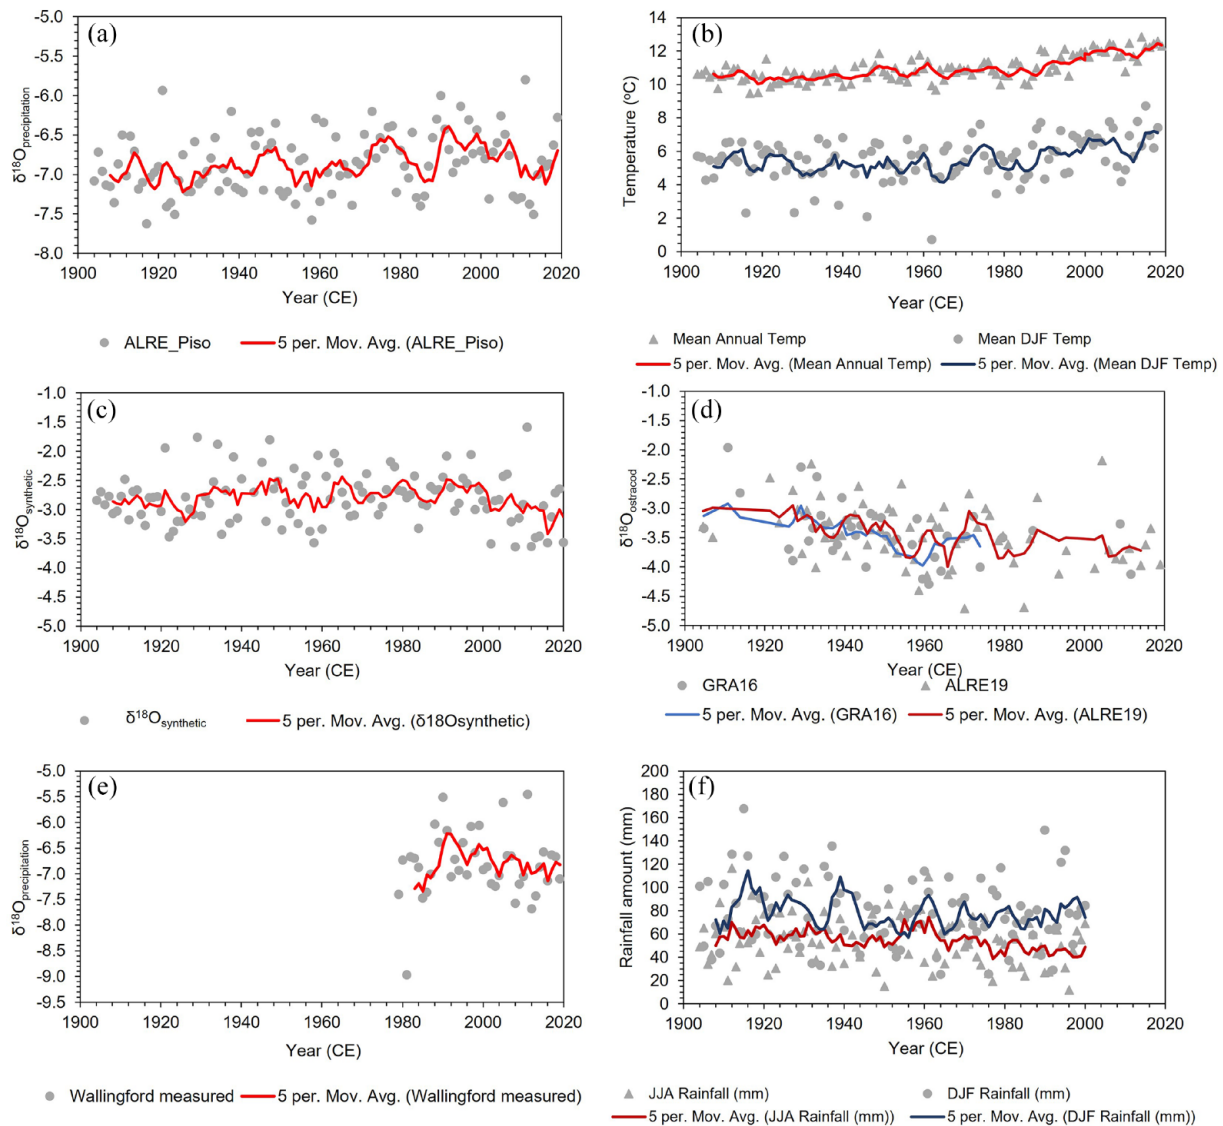 (a)
-5.0
-5.5
-6.0
-6.5
-7.0
-7.5
-8.0
δ18Oprecipitation
1900 1920 1940 1960 1980 2000 2020
Year (CE)
ALRE_Piso 5 per. Mov. Avg. (ALRE_Piso)
(b)
14
12
10
8
6
4
2
0
Temperature (ºC)
1900 1920 1940 1960 1980 2000 2020
Year (CE)
Mean Annual Temp Mean DJF Temp
5 per. Mov. Avg. (Mean Annual Temp) 5 per. Mov. Avg. (Mean DJF Temp)
(c)
-1.0
-1.5
-2.0
-2.5
-3.0
-3.5
-4.0
-4.5
-5.0
δ18Osynthetic
1900 1920 1940 1960 1980 2000 2020
Year (CE)
δ18Osynthetic 5 per. Mov. Avg. (δ18Osynthetic)
(d)
-1.0
-2.0
-3.0
-3.5
-4.0
-5.0
δ18Oostracod
1900 1920 1940 1960 1980 2000 2020
Year (CE)
GRA16 ALRE19
5 per. Mov. Avg. (GRA16) 5 per. Mov. Avg. (ALRE19)
(e)
-5.0
-5.5
-6.0
-6.5
-7.0
-7.5
-8.0
-8.5
-9.0
-9.5
δ18Oprecipitation
1900 1920 1940 1960 1980 2000 2020
Year (CE)
Wallingford measured 5 per. Mov. Avg. (Wallingford measured)
(f)
200
180
160
140
120
100
80
60
40
20
0
Rainfall amount (mm)
1900 1920 1940 1960 1980 2000 2020
Year (CE)
JJA Rainfall (mm) DJF Rainfall (mm)
5 per. Mov. Avg. (JJA Rainfall (mm)) 5 per. Mov. Avg. (DJF Rainfall (mm))